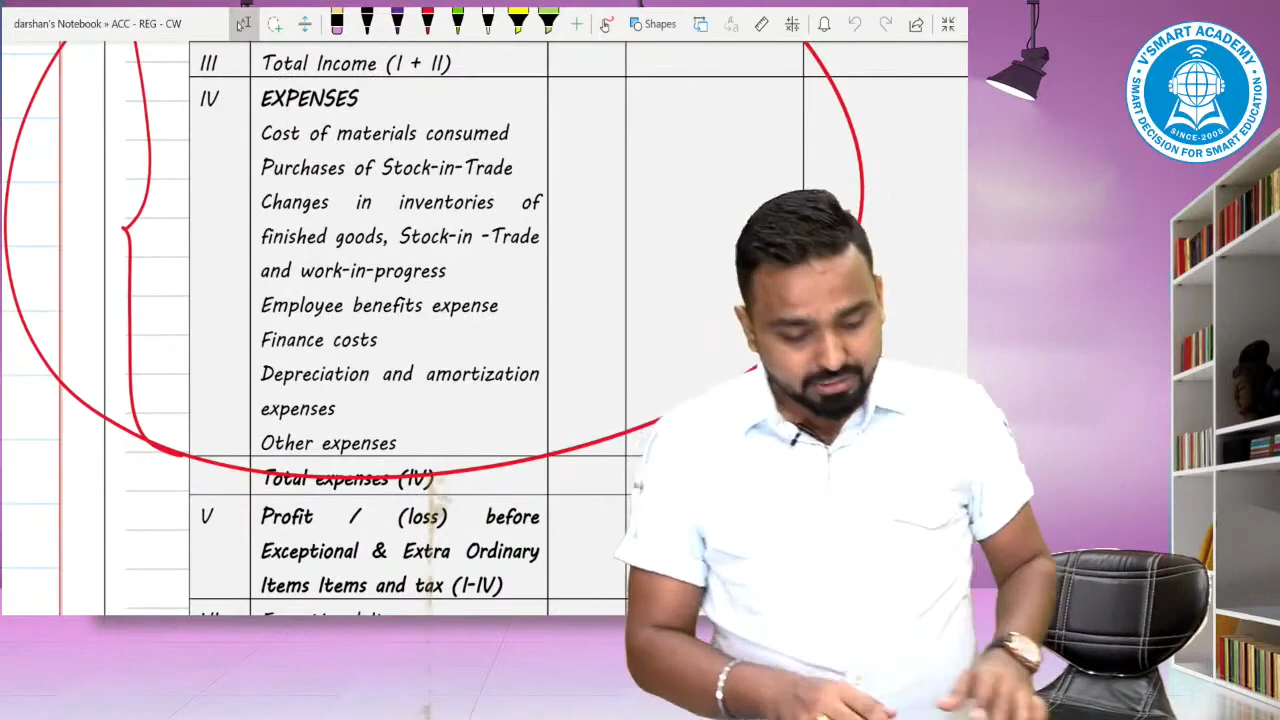 darshan's Notebook » ACC - REG - CW
Shapes
III Total Income (I + II)
IV EXPENSES
Cost of materials consumed
Purchases of Stock-in-Trade
Changes in inventories of
finished goods, Stock-in -Trade
and work-in-progress
Employee benefits expense
Finance costs
Depreciation and amortization
expenses
Other expenses
Total expenses (IV)
V Profit / (loss) before
Exceptional & Extra Ordinary
Items Items and tax (I-IV)
V'SMART ACADEMY
SINCE-2005
SMART DECISION FOR SMART EDUCATION